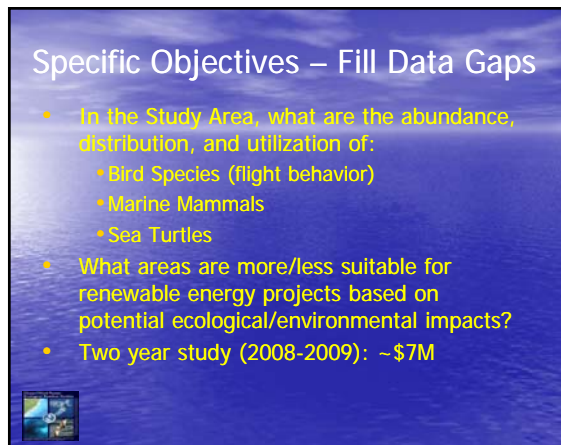 Specific Objectives – Fill Data Gaps
• In the Study Area, what are the abundance,
distribution, and utilization of:
• Bird Species (flight behavior)
• Marine Mammals
• Sea Turtles
• What areas are more/less suitable for
renewable energy projects based on
potential ecological/environmental impacts?
• Two year study (2008-2009): ~$7M